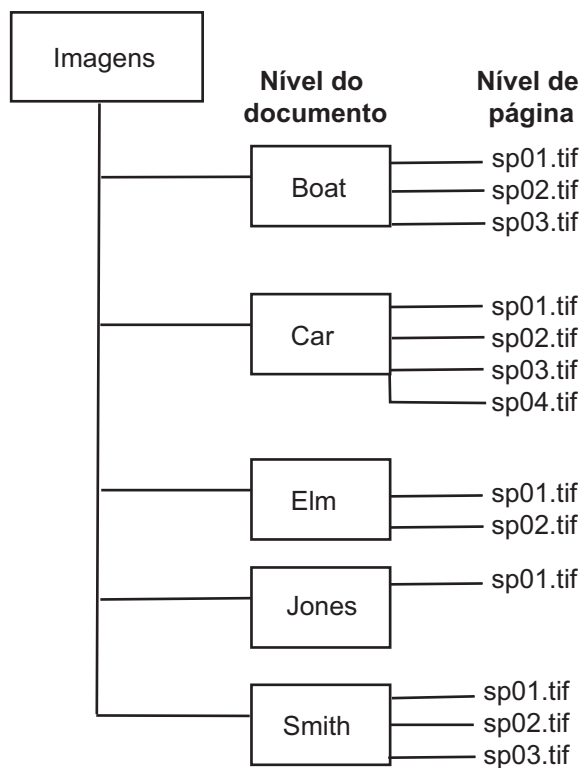 Imagens
Nível do
documento
Nível de
página
Boat
sp01.tif
sp02.tif
sp03.tif
Car
sp01.tif
sp02.tif
sp03.tif
sp04.tif
Elm
sp01.tif
sp02.tif
Jones
sp01.tif
Smith
sp01.tif
sp02.tif
sp03.tif